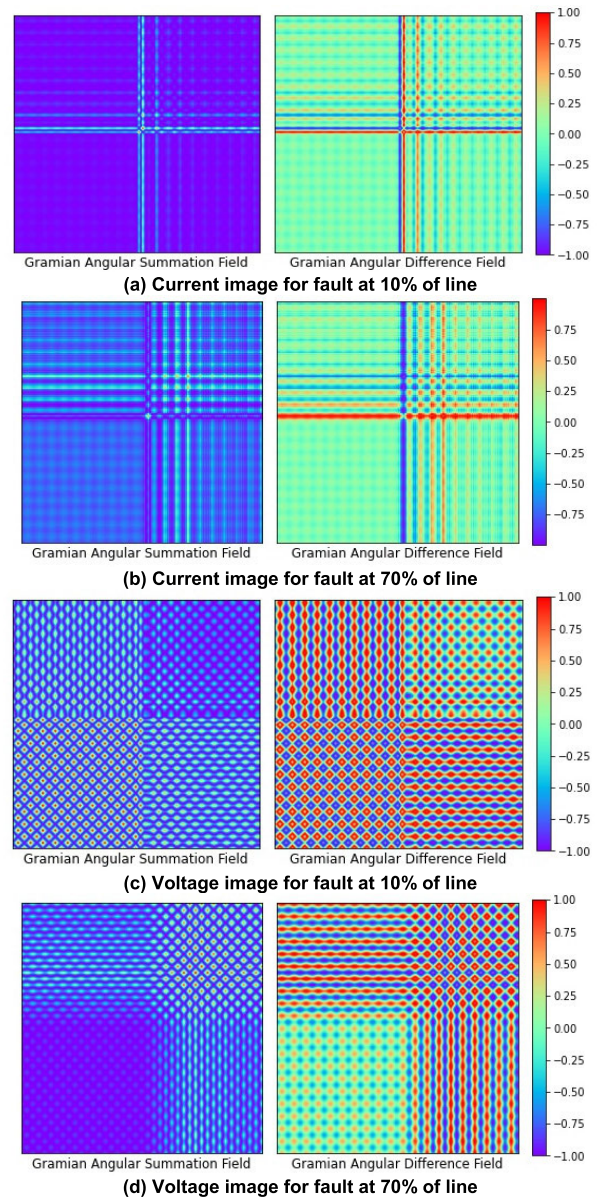 1.00
0.75
0.50
0.25
0.00
−0.25
−0.50
−0.75
−1.00
Gramian Angular Summation Field
Gramian Angular Difference Field
(a) Current image for fault at 10% of line
0.75
0.50
0.25
0.00
−0.25
−0.50
−0.75
Gramian Angular Summation Field
Gramian Angular Difference Field
(b) Current image for fault at 70% of line
1.00
0.75
0.50
0.25
0.00
−0.25
−0.50
−0.75
−1.00
Gramian Angular Summation Field
Gramian Angular Difference Field
(c) Voltage image for fault at 10% of line
1.00
0.75
0.50
0.25
0.00
−0.25
−0.50
−0.75
−1.00
Gramian Angular Summation Field
Gramian Angular Difference Field
(d) Voltage image for fault at 70% of line